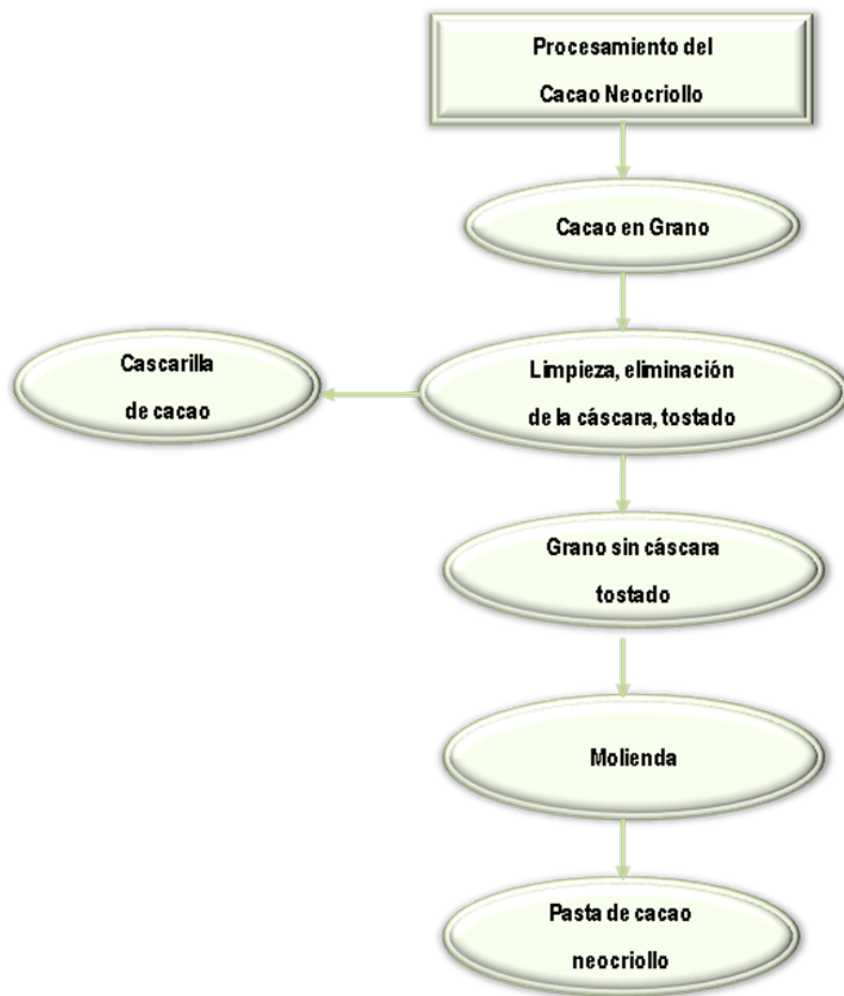 Procesamiento del
Cacao Neocriollo
Cacao en Grano
Cascarilla
de cacao
Limpieza, eliminación
de la cáscara, tostado
Grano sin cáscara
tostado
Molienda
Pasta de cacao
neocriollo